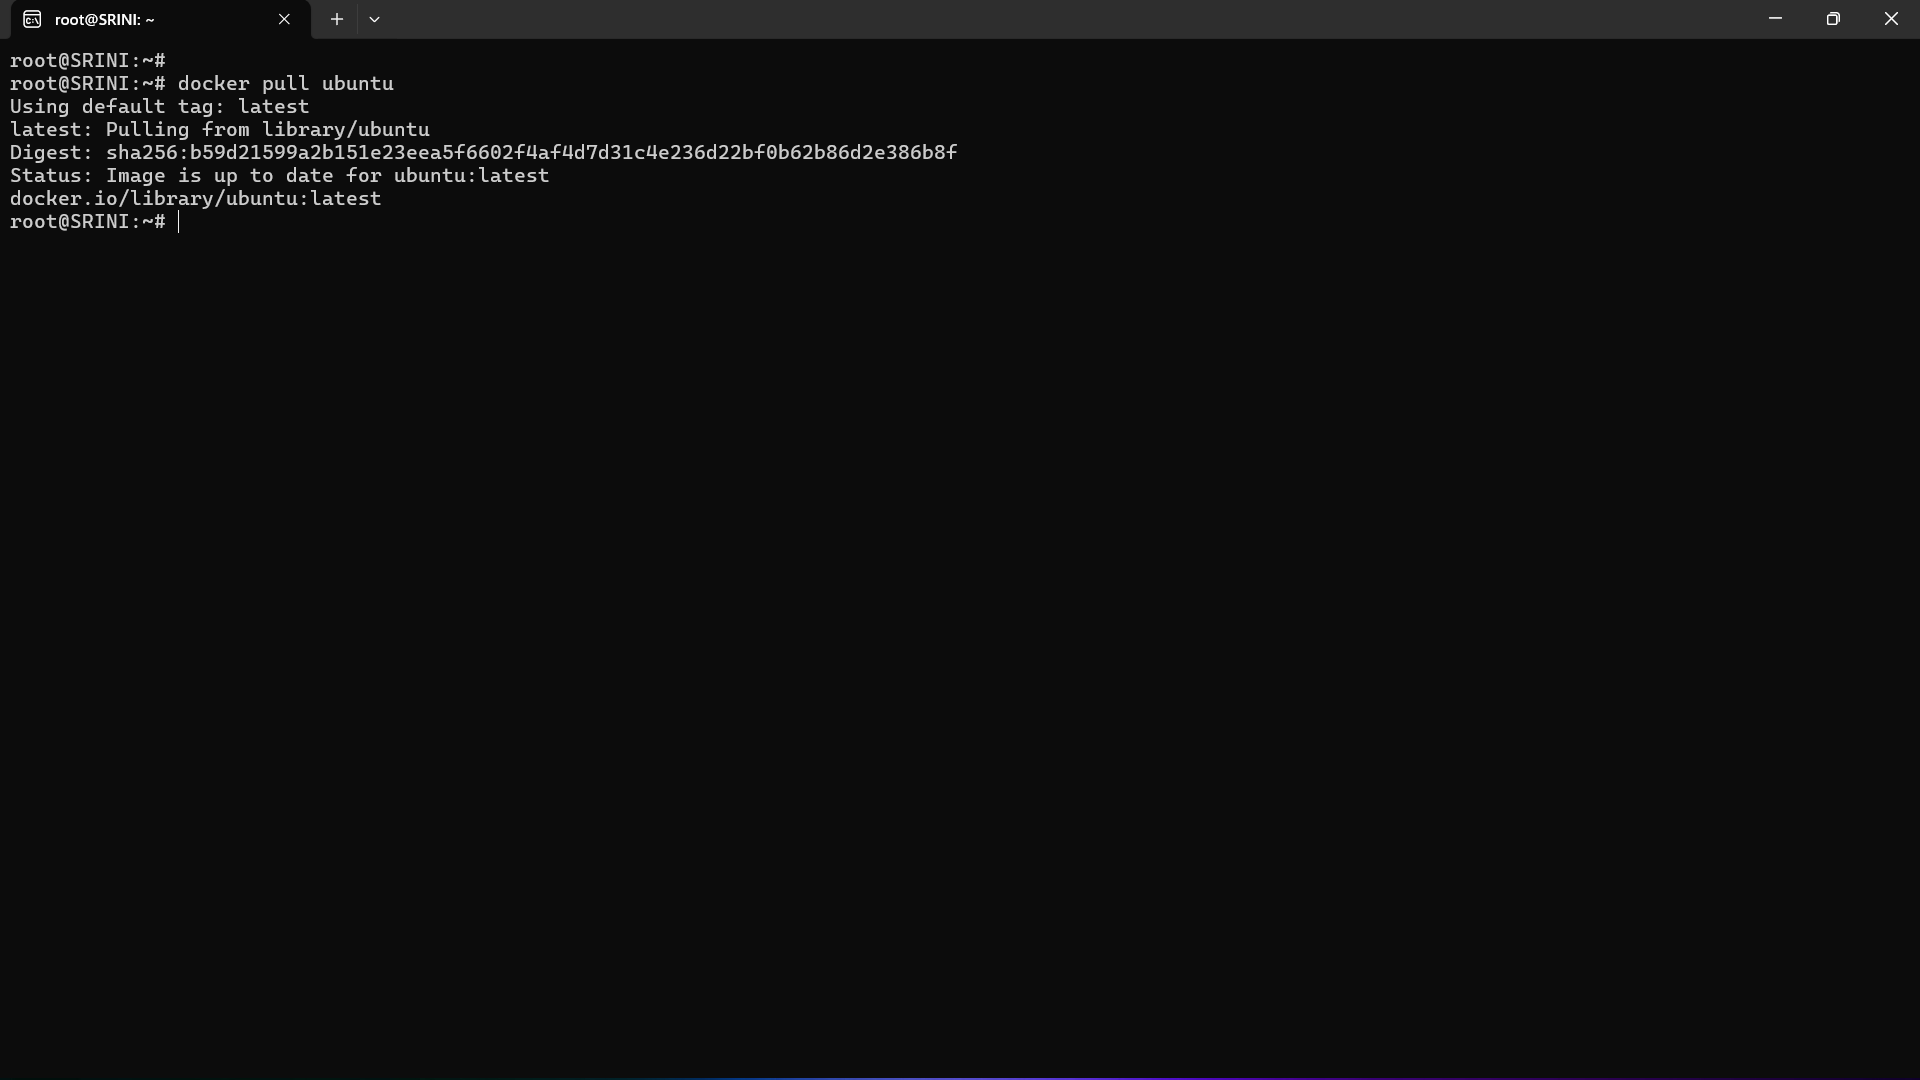 root@SRINI: ~
root@SRINI:~#
root@SRINI:~# docker pull ubuntu
Using default tag: latest
latest: Pulling from library/ubuntu
Digest: sha256:b59d21599a2b151e23eea5f6602f4af4d7d31c4e236d22bf0b62b86d2e386b8f
Status: Image is up to date for ubuntu:latest
docker.io/library/ubuntu:latest
root@SRINI:~#